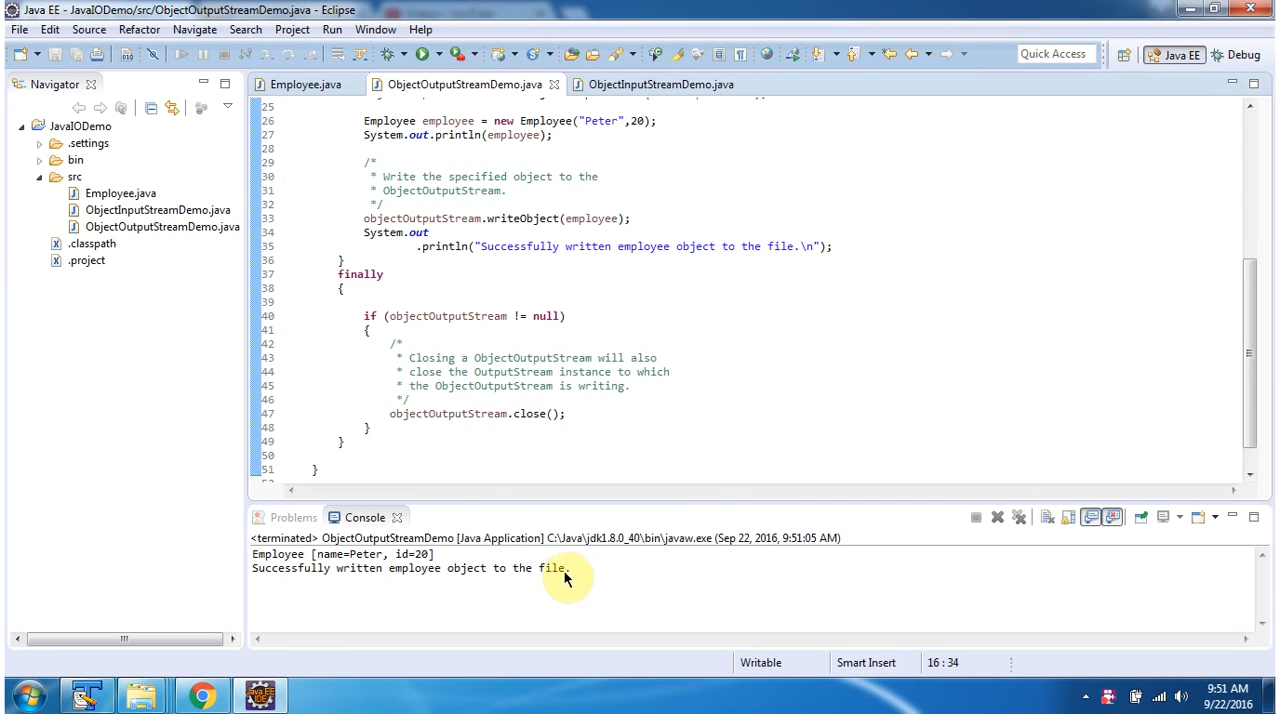 Java EE - JavaIODemo/src/ObjectOutputStreamDemo.java - Eclipse
File Edit Source Refactor Navigate Search Project Run Window Help
Quick Access Java EE Debug
Navigator
JavaIODemo
.settings
bin
src
Employee.java
ObjectInputStreamDemo.java
ObjectOutputStreamDemo.java
.classpath
.project
Employee.java ObjectOutputStreamDemo.java ObjectInputStreamDemo.java
25
26 Employee employee = new Employee("Peter",20);
27 System.out.println(employee);
28
29 /*
30 * Write the specified object to the
31 * ObjectOutputStream.
32 */
33 objectOutputStream.writeObject(employee);
34 System.out
35 .println("Successfully written employee object to the file.\n");
36 }
37 finally
38 {
39
40 if (objectOutputStream != null)
41 {
42 /*
43 * Closing a ObjectOutputStream will also
44 * close the OutputStream instance to which
45 * the ObjectOutputStream is writing.
46 */
47 objectOutputStream.close();
48 }
49 }
50
51 }
Problems Console
<terminated> ObjectOutputStreamDemo [Java Application] C:\Java\jdk1.8.0_40\bin\javaw.exe (Sep 22, 2016, 9:51:05 AM)
Employee [name=Peter, id=20]
Successfully written employee object to the file.
Writable Smart Insert 16 : 34
Java EE
IDE
9:51 AM
9/22/2016